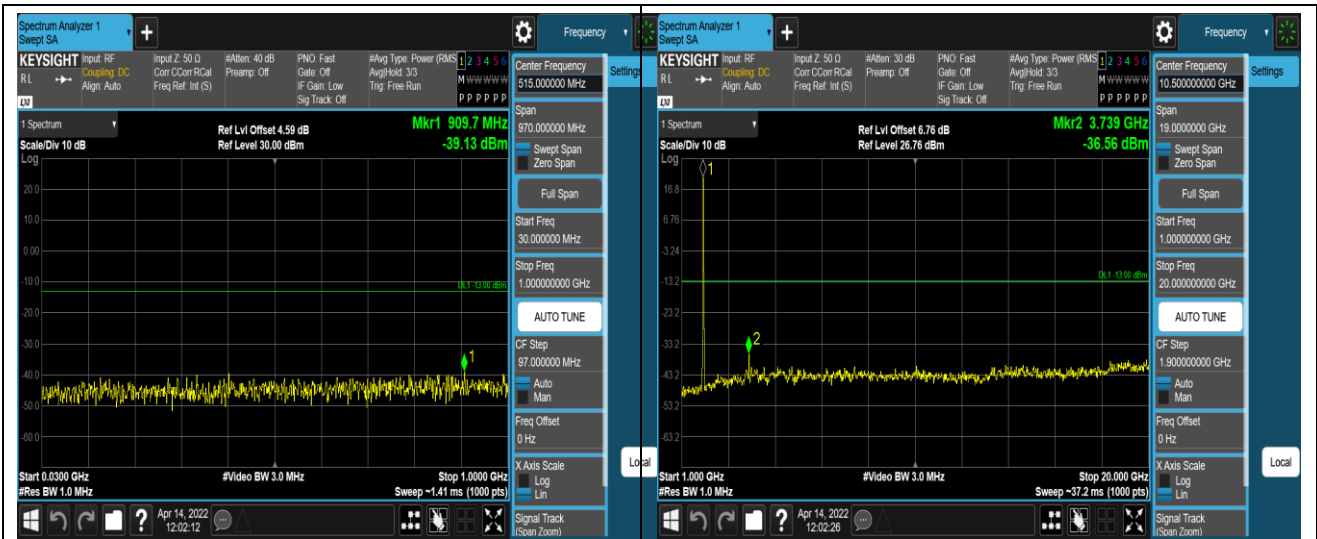 Spectrum Analyzer 1
Swept SA
+
Frequency
KEYSIGHT
RL
LXI
Input: RF
Coupling: DC
Align: Auto
Input Z: 50 Ω
Corr CCorr RCal
Freq Ref: Int (S)
#Atten: 40 dB
Preamp: Off
PNO: Fast
Gate: Off
IF Gain: Low
Sig Track: Off
#Avg Type: Power (RMS
Avg|Hold: 3/3
Trig: Free Run
1 2 3 4 5 6
M W W W W W
P P P P P P
Center Frequency
515.000000 MHz
Settings
Span
970.000000 MHz
Swept Span
Zero Span
Full Span
Start Freq
30.000000 MHz
Stop Freq
1.000000000 GHz
AUTO TUNE
CF Step
97.000000 MHz
Auto
Man
Freq Offset
0 Hz
X Axis Scale
Log
Lin
Signal Track
(Span Zoom)
Local
1 Spectrum
Scale/Div 10 dB
Log
Ref Lvl Offset 4.59 dB
Ref Level 30.00 dBm
Mkr1 909.7 MHz
-39.13 dBm
20.0
10.0
0.00
-10.0
DL1 -13.00 dBm
-20.0
-30.0
1
-40.0
-50.0
-60.0
Start 0.0300 GHz
#Res BW 1.0 MHz
#Video BW 3.0 MHz
Stop 1.0000 GHz
Sweep ~1.41 ms (1000 pts)
?
Apr 14, 2022
12:02:12
Spectrum Analyzer 1
Swept SA
+
Frequency
KEYSIGHT
RL
LXI
Input: RF
Coupling: DC
Align: Auto
Input Z: 50 Ω
Corr CCorr RCal
Freq Ref: Int (S)
#Atten: 30 dB
Preamp: Off
PNO: Fast
Gate: Off
IF Gain: Low
Sig Track: Off
#Avg Type: Power (RMS
Avg|Hold: 3/3
Trig: Free Run
1 2 3 4 5 6
M W W W W W
P P P P P P
Center Frequency
10.500000000 GHz
Settings
Span
19.0000000 GHz
Swept Span
Zero Span
Full Span
Start Freq
1.000000000 GHz
Stop Freq
20.000000000 GHz
AUTO TUNE
CF Step
1.900000000 GHz
Auto
Man
Freq Offset
0 Hz
X Axis Scale
Log
Lin
Signal Track
(Span Zoom)
Local
1 Spectrum
Scale/Div 10 dB
Log
Ref Lvl Offset 6.76 dB
Ref Level 26.76 dBm
Mkr2 3.739 GHz
-36.56 dBm
1
16.8
6.76
-3.24
DL1 -13.00 dBm
-13.2
-23.2
-33.2
2
-43.2
-53.2
-63.2
Start 1.000 GHz
#Res BW 1.0 MHz
#Video BW 3.0 MHz
Stop 20.000 GHz
Sweep ~37.2 ms (1000 pts)
?
Apr 14, 2022
12:02:26